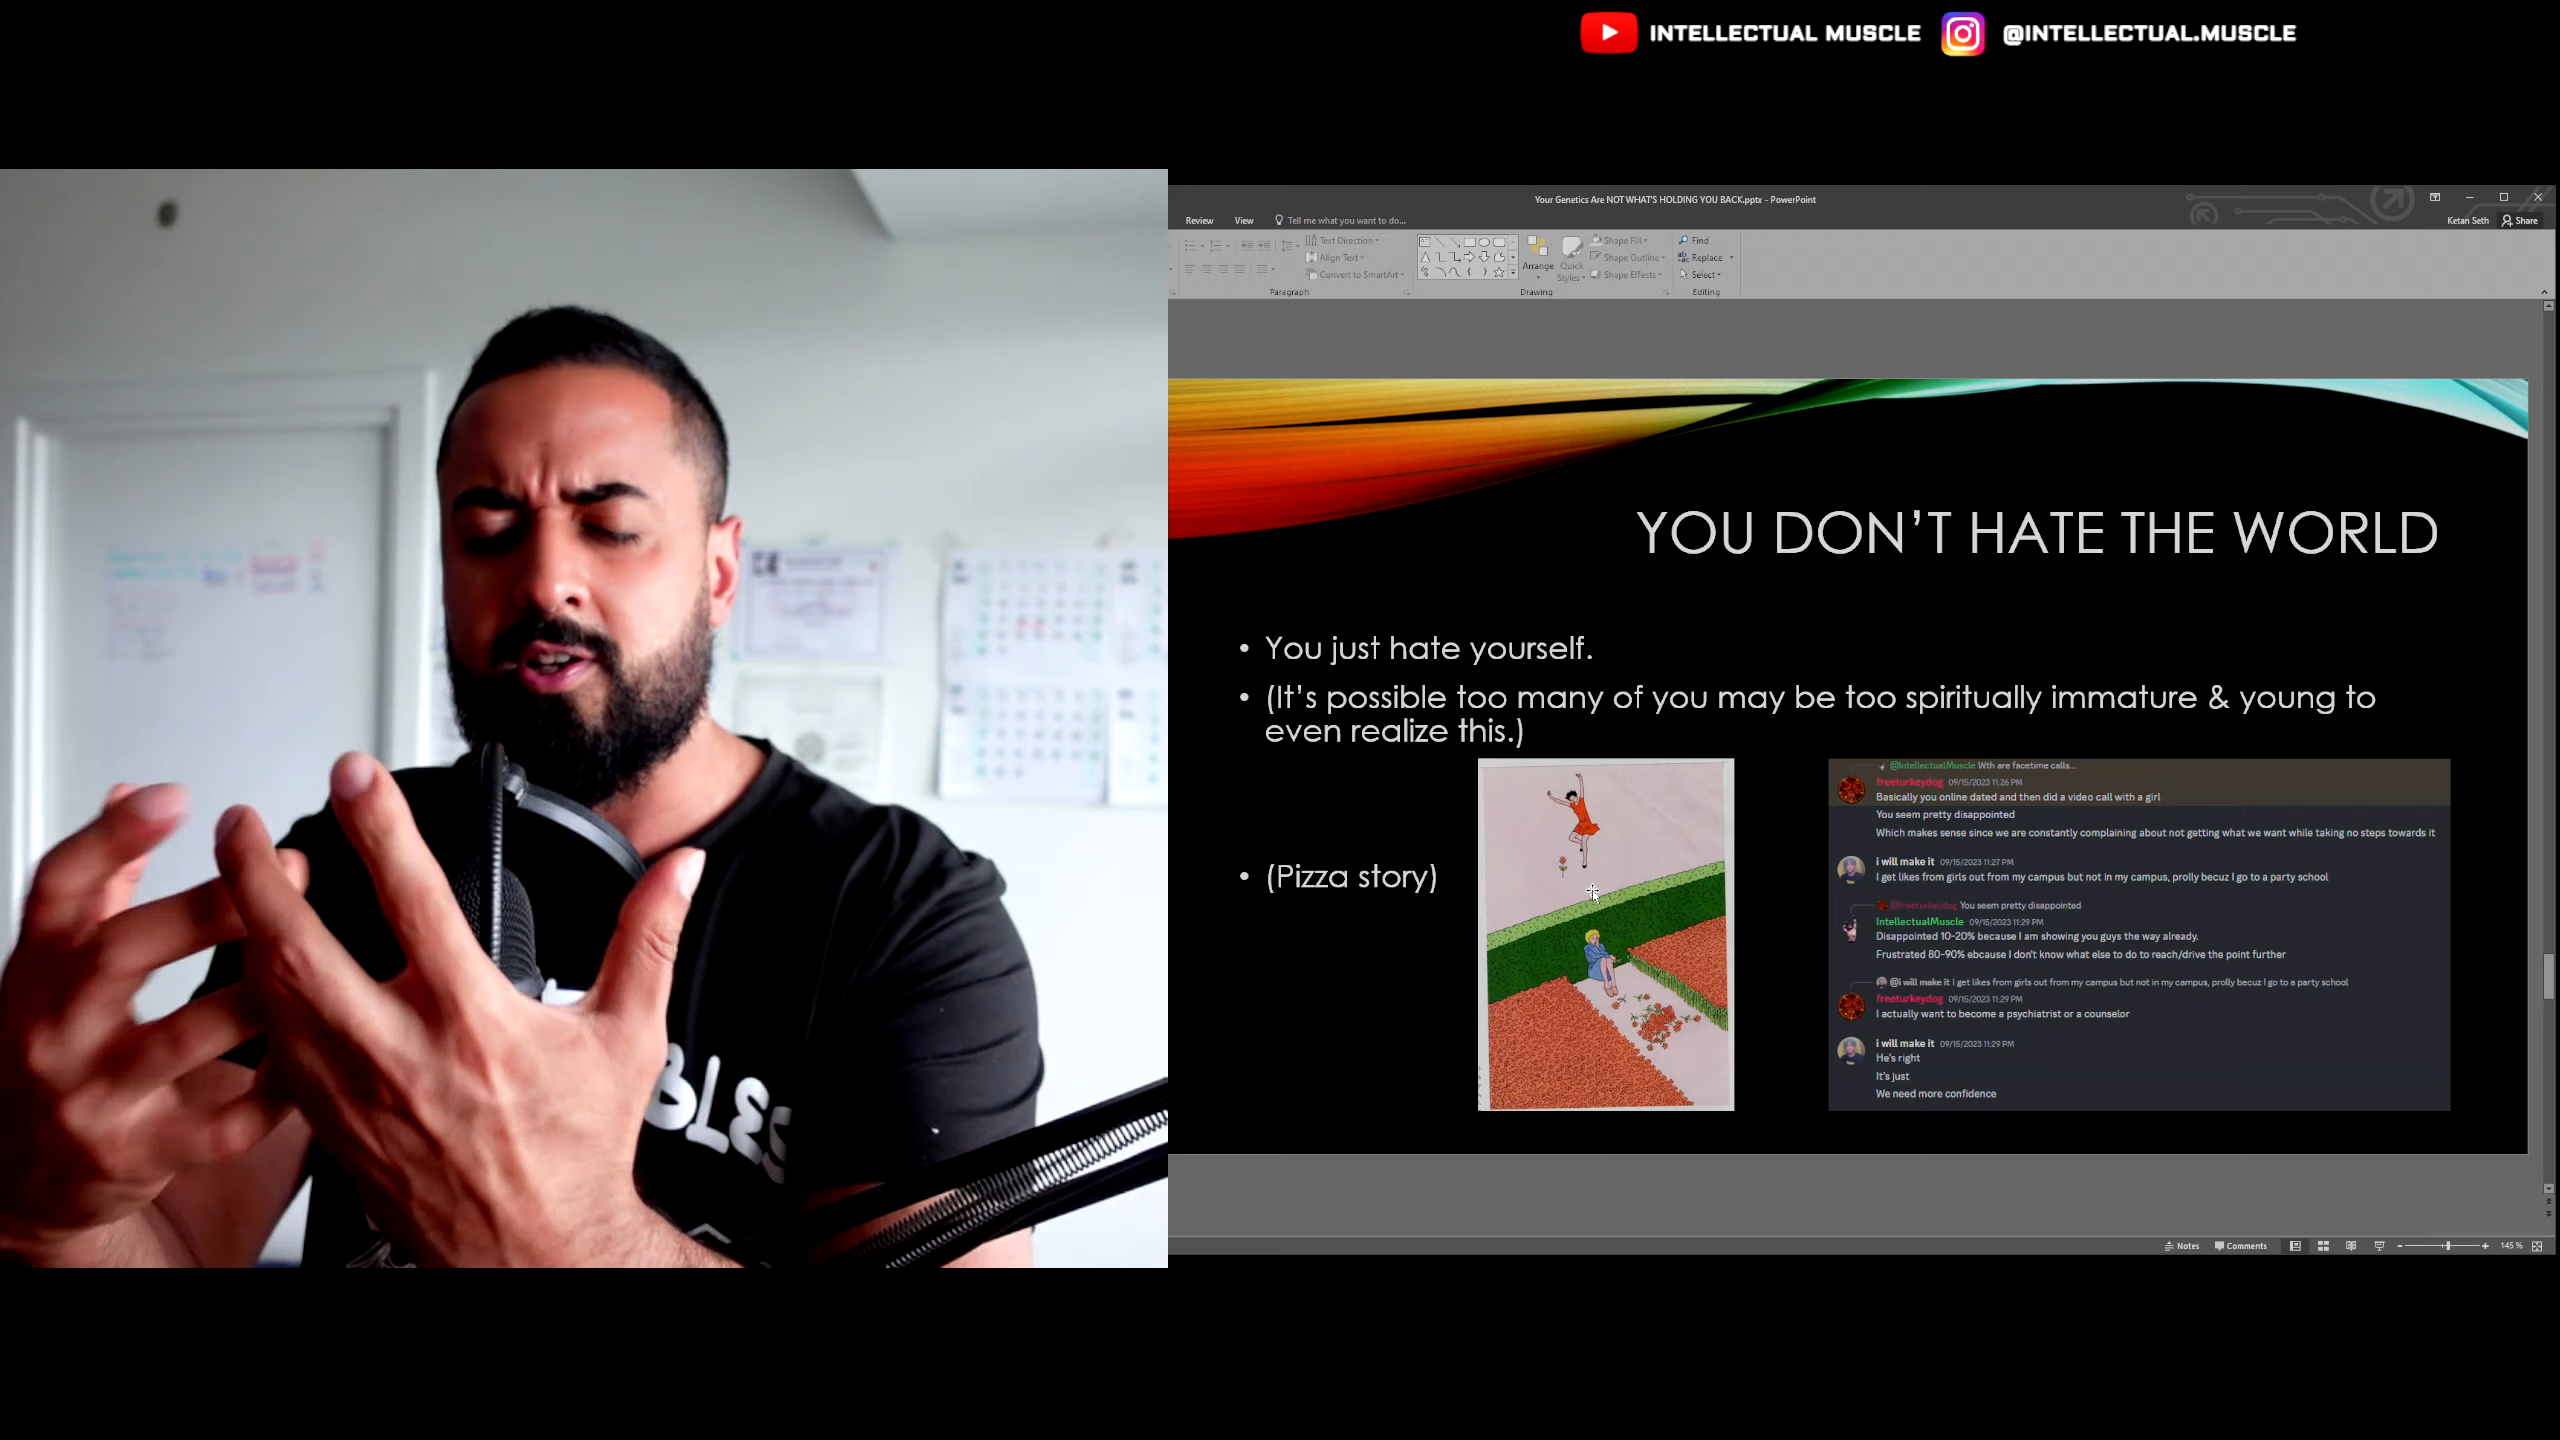 INTELLECTUAL MUSCLE @INTELLECTUAL.MUSCLE
Your Genetics Are NOT WHAT'S HOLDING YOU BACK.pptx - PowerPoint
Review View Tell me what you want to do... Ketan Seth Share
Text Direction Shape Fill Find
Align Text Arrange Quick Styles Shape Outline Replace
Convert to SmartArt Shape Effects Select
Paragraph Drawing Editing
YOU DON'T HATE THE WORLD
• You just hate yourself.
• (It's possible too many of you may be too spiritually immature & young to
even realize this.)
• (Pizza story)
@IntellectualMuscle Wth are facetime calls...
freeturkeydog 09/15/2023 11:26 PM
Basically you online dated and then did a video call with a girl
You seem pretty disappointed
Which makes sense since we are constantly complaining about not getting what we want while taking no steps towards it
i will make it 09/15/2023 11:27 PM
I get likes from girls out from my campus but not in my campus, prolly becuz I go to a party school
@freeturkeydog You seem pretty disappointed
IntellectualMuscle 09/15/2023 11:29 PM
Disappointed 10-20% because I am showing you guys the way already.
Frustrated 80-90% ebcause I don't know what else to do to reach/drive the point further
@i will make it I get likes from girls out from my campus but not in my campus, prolly becuz I go to a party school
freeturkeydog 09/15/2023 11:29 PM
I actually want to become a psychiatrist or a counselor
i will make it 09/15/2023 11:29 PM
He's right
It's just
We need more confidence
Notes Comments 145 %